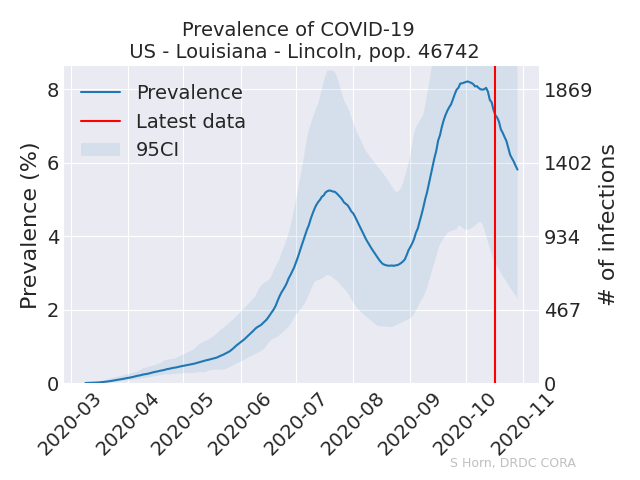 Prevalence of COVID-19
US - Louisiana - Lincoln, pop. 46742
Prevalence
Latest data
95CI
Prevalence (%)
8
6
4
2
0
1869
1402
934
467
0
# of infections
2020-03
2020-04
2020-05
2020-06
2020-07
2020-08
2020-09
2020-10
2020-11
S Horn, DRDC CORA